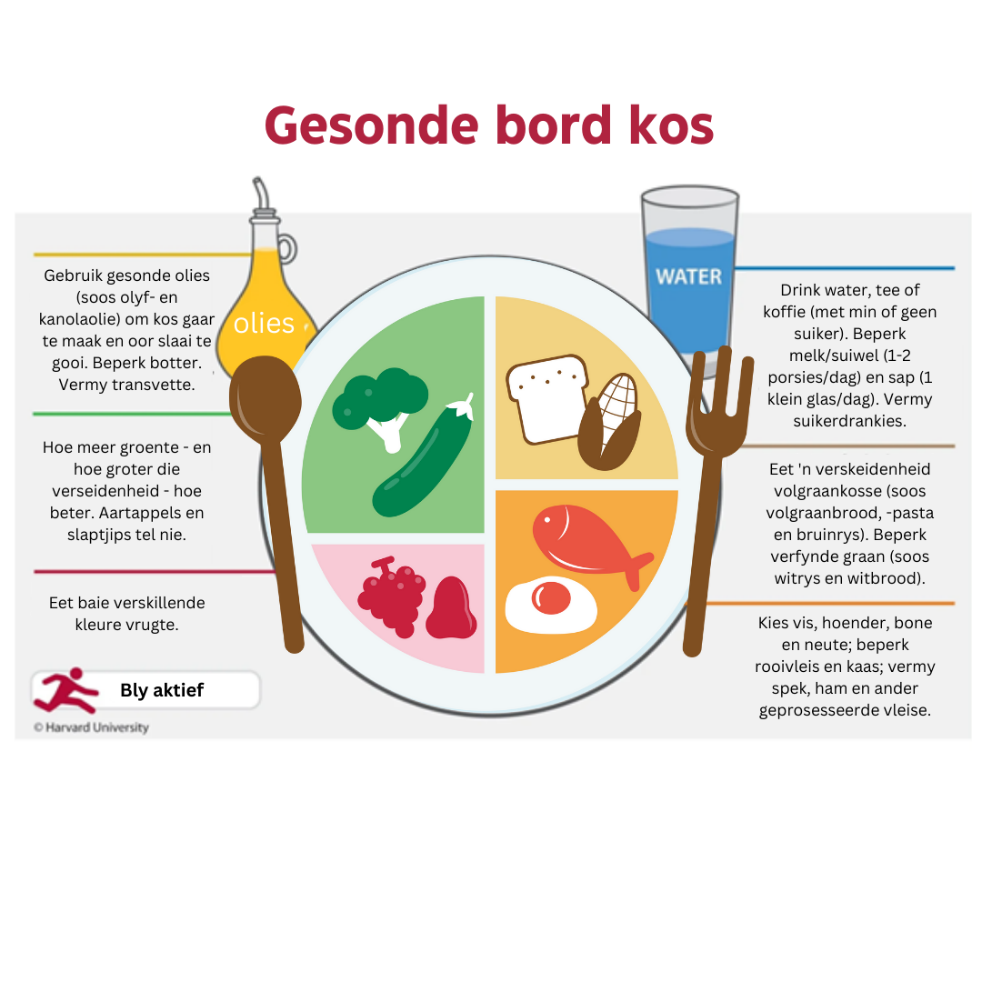 Gesonde bord kos
Gebruik gesonde olies
(soos olyf- en
kanolaolie) om kos gaar
te maak en oor slaai te
gooi. Beperk botter.
Vermy transvette.
olies
Hoe meer groente - en
hoe groter die
verseidenheid - hoe
beter. Aartappels en
slaptjips tel nie.
Eet baie verskillende
kleure vrugte.
Bly aktief
© Harvard University
WATER
Drink water, tee of
koffie (met min of geen
suiker). Beperk
melk/suiwel (1-2
porsies/dag) en sap (1
klein glas/dag). Vermy
suikerdrankies.
Eet 'n verskeidenheid
volgraankosse (soos
volgraanbrood, -pasta
en bruinrys). Beperk
verfynde graan (soos
witrys en witbrood).
Kies vis, hoender, bone
en neute; beperk
rooivleis en kaas; vermy
spek, ham en ander
geprosesseerde vleise.